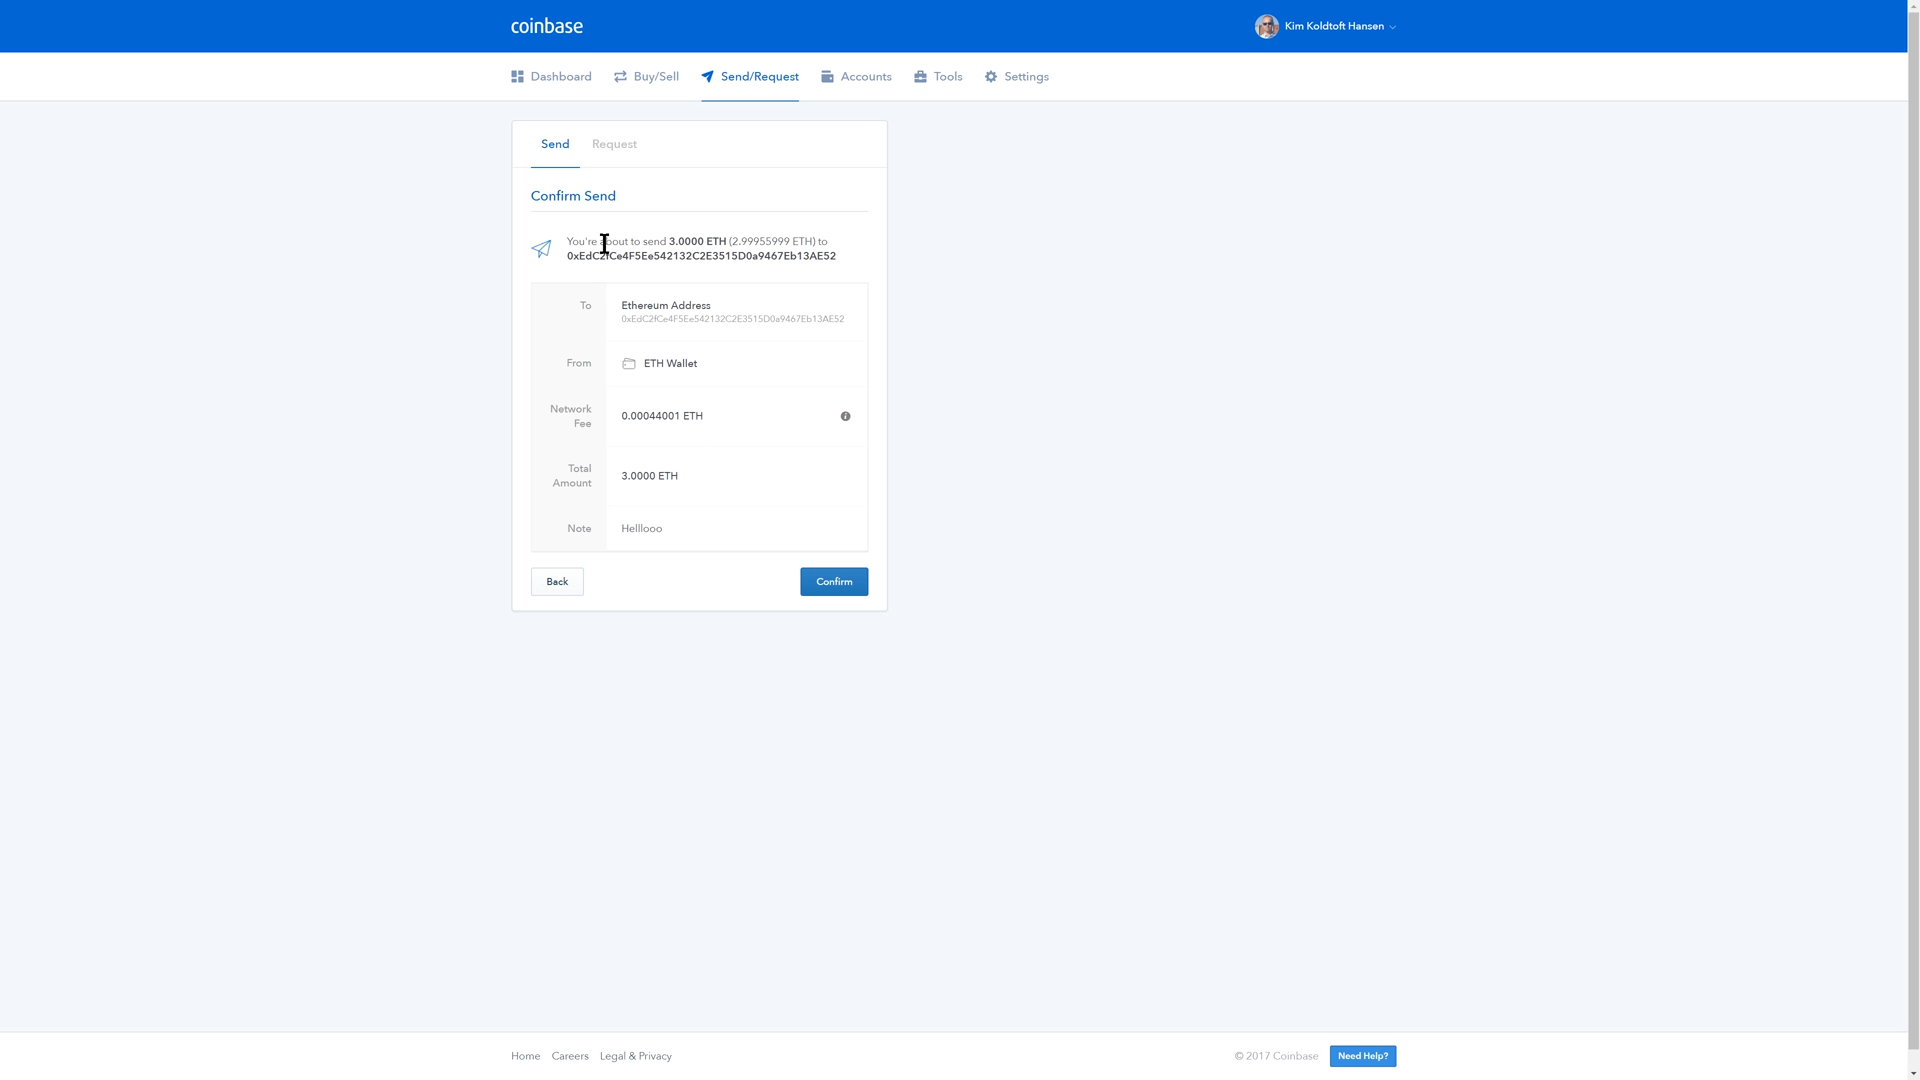 coinbase
Kim Koldtoft Hansen
Dashboard Buy/Sell Send/Request Accounts Tools Settings
Send Request
Confirm Send
You're about to send 3.0000 ETH (2.99955999 ETH) to
0xEdC2fCe4F5Ee542132C2E3515D0a9467Eb13AE52
To Ethereum Address
0xEdC2fCe4F5Ee542132C2E3515D0a9467Eb13AE52
From ETH Wallet
Network
Fee 0.00044001 ETH
Total
Amount 3.0000 ETH
Note Helllooo
Back Confirm
Home Careers Legal & Privacy © 2017 Coinbase Need Help?